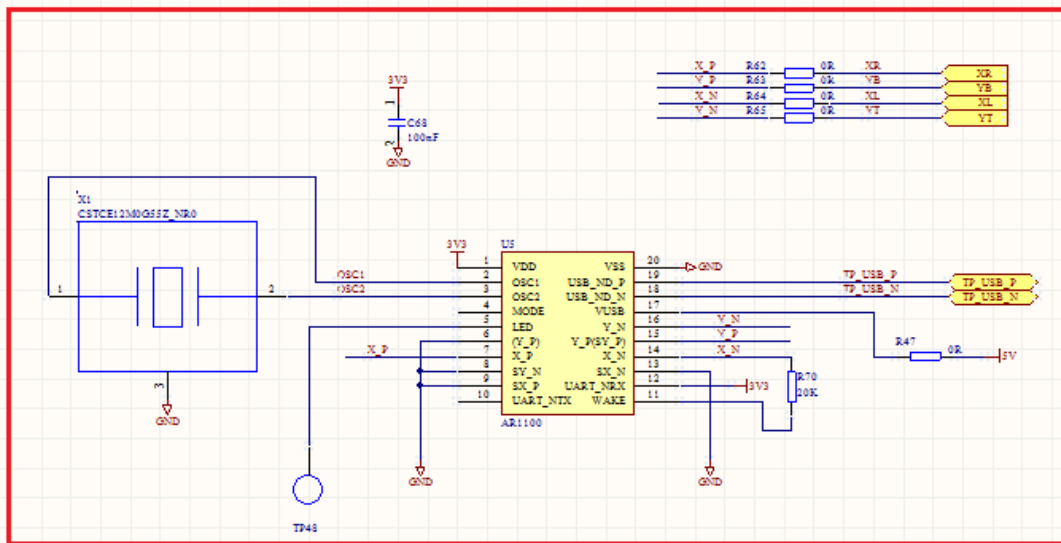 X_P R62 0R XR XR
Y_P R63 0R YB YB
X_N R64 0R XL XL
Y_N R65 0R YT YT
3V3
1
C68
100nF
2
GND
X1
CSTCE12M0G55Z_NR0
1
2
3
GND
OSC1
OSC2
3V3
U5
1 VDD VSS 20 GND
2 OSC1 USB_ND_P 19 TP_USB_P TP_USB_P
3 OSC2 USB_ND_N 18 TP_USB_N TP_USB_N
4 MODE VUSB 17
5 LED Y_N 16 Y_N
6 (Y_P) Y_P(SY_P) 15 Y_P
X_P 7 X_P X_N 14 X_N
8 SY_N SX_N 13
9 SX_P UART_NRX 12 3V3
10 UART_NTX WAKE 11
AR1100
R47 0R 5V
R70
20K
GND
GND
TP48